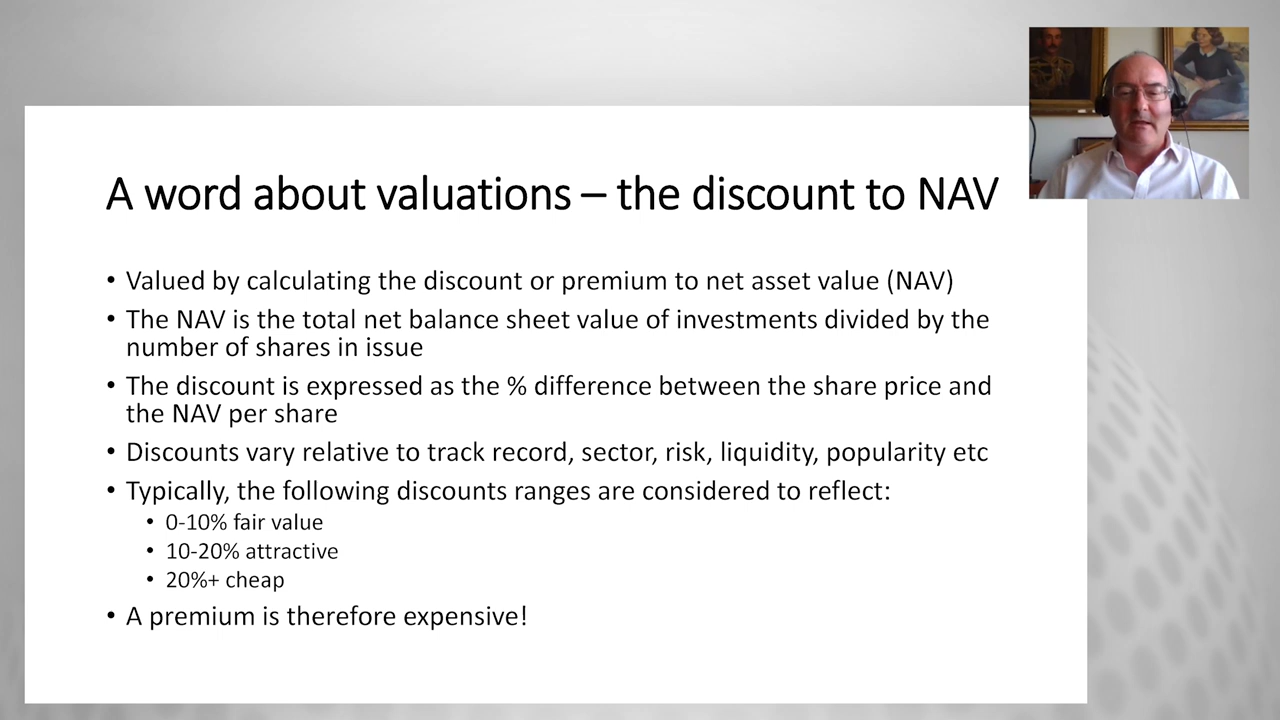 A word about valuations – the discount to NAV
• Valued by calculating the discount or premium to net asset value (NAV)
• The NAV is the total net balance sheet value of investments divided by the
number of shares in issue
• The discount is expressed as the % difference between the share price and
the NAV per share
• Discounts vary relative to track record, sector, risk, liquidity, popularity etc
• Typically, the following discounts ranges are considered to reflect:
• 0-10% fair value
• 10-20% attractive
• 20%+ cheap
• A premium is therefore expensive!